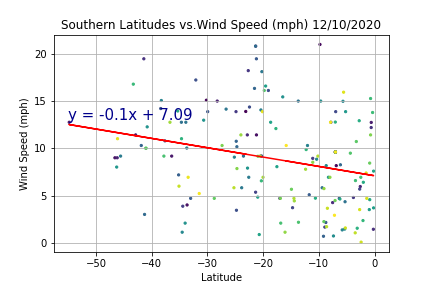 Southern Latitudes vs.Wind Speed (mph) 12/10/2020
20
y = -0.1x + 7.09
15
10
5
0
Wind Speed (mph)
−50 −40 −30 −20 −10 0
Latitude